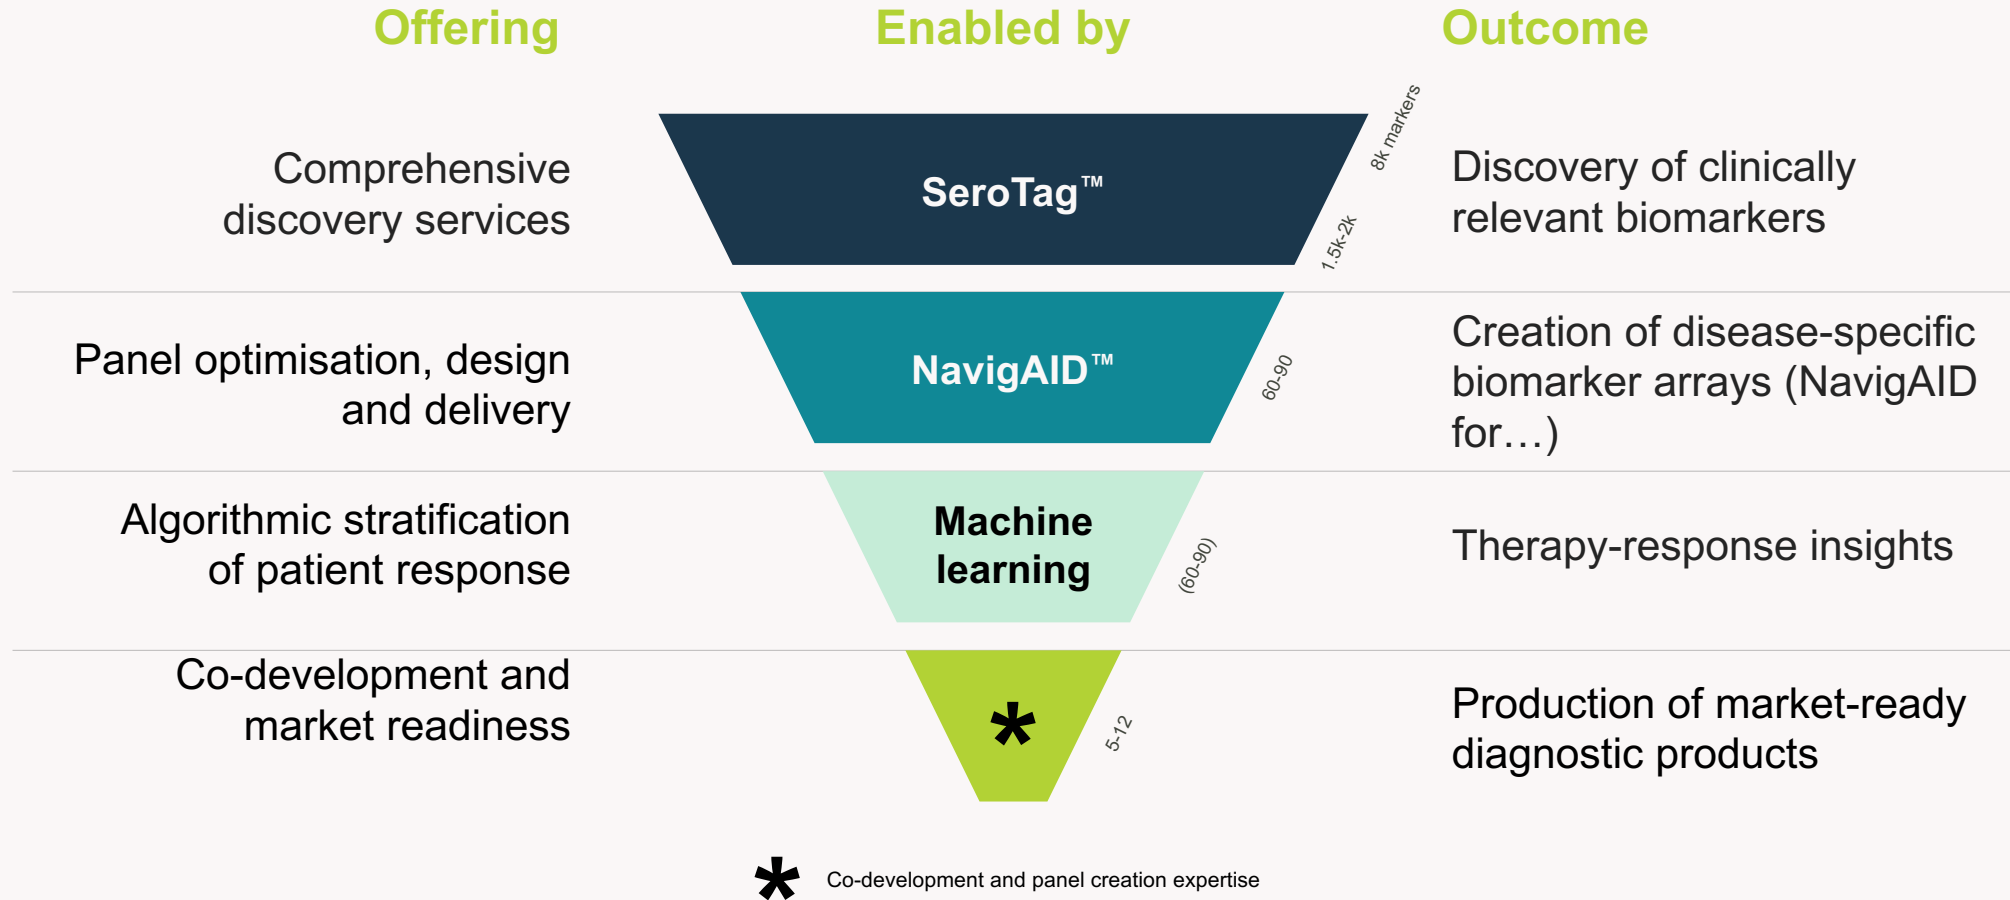 Offering
Enabled by
Outcome
Comprehensive
discovery services
SeroTag™
8k markers
1.5k-2k
Discovery of clinically
relevant biomarkers
Panel optimisation, design
and delivery
NavigAID™
60-90
Creation of disease-specific
biomarker arrays (NavigAID
for…)
Algorithmic stratification
of patient response
Machine
learning
(60-90)
Therapy-response insights
Co-development and
market readiness
*
5-12
Production of market-ready
diagnostic products
* Co-development and panel creation expertise